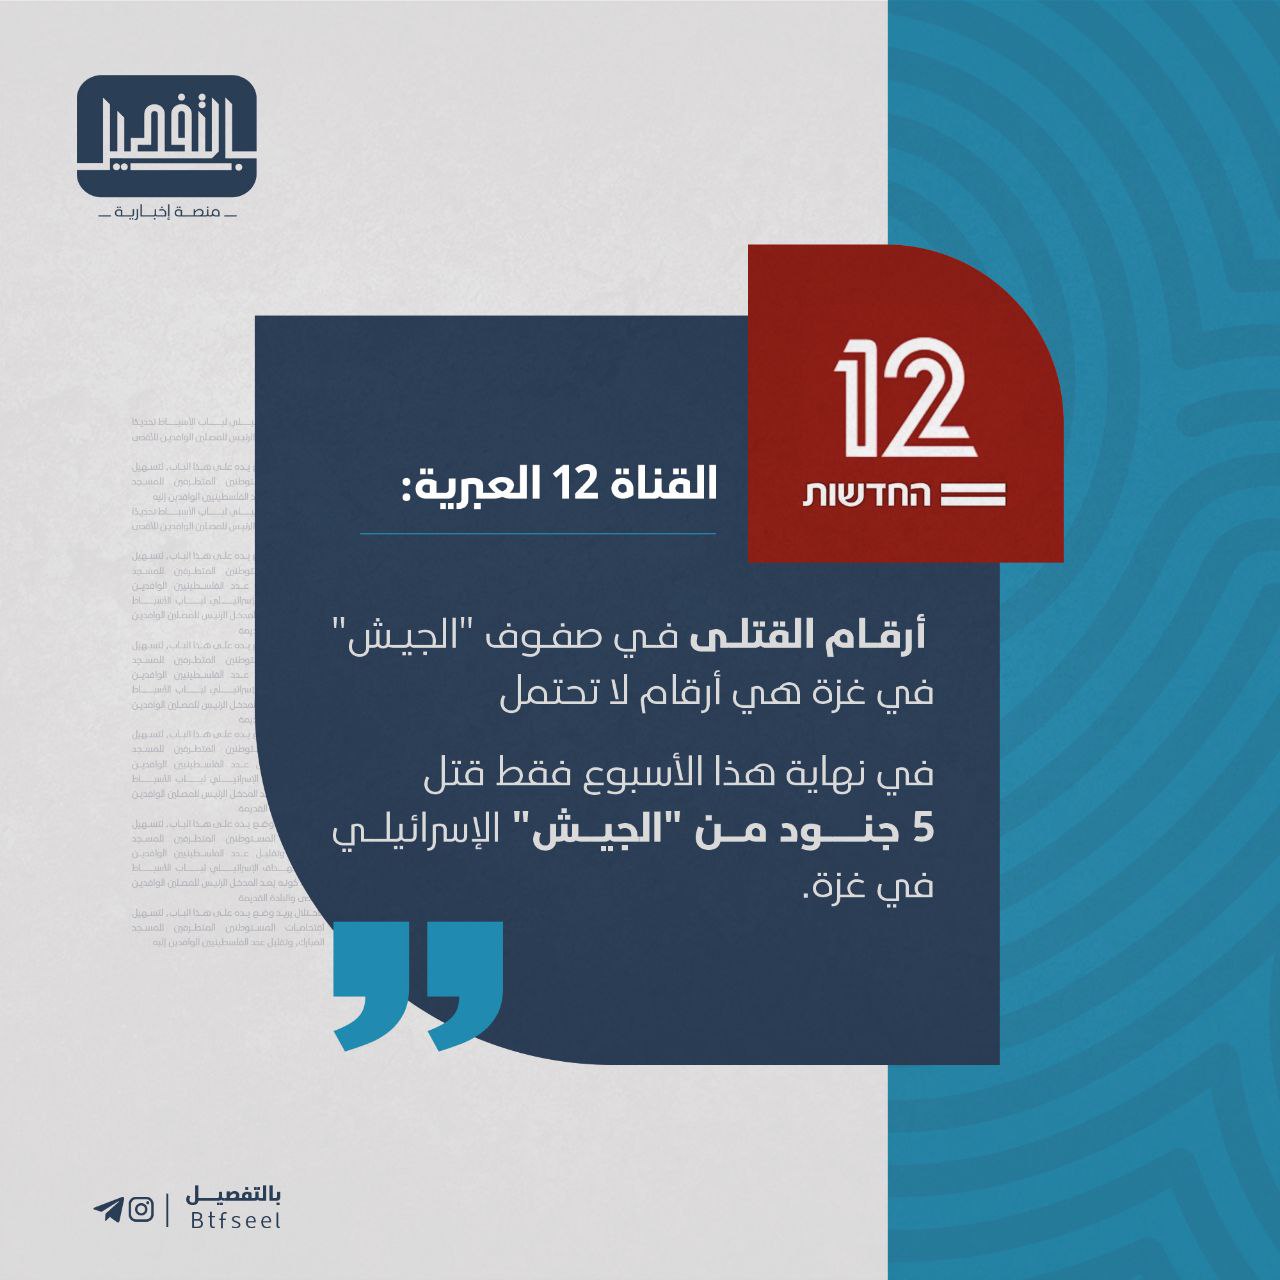 بالتفصيل
منصة إخبارية
12
החדשות
القناة 12 العبرية:
أرقام القتلى في صفوف "الجيش"
في غزة هي أرقام لا تحتمل
في نهاية هذا الأسبوع فقط قتل
5 جنود من "الجيش" الإسرائيلي
في غزة.
بالتفصيل
Btfseel